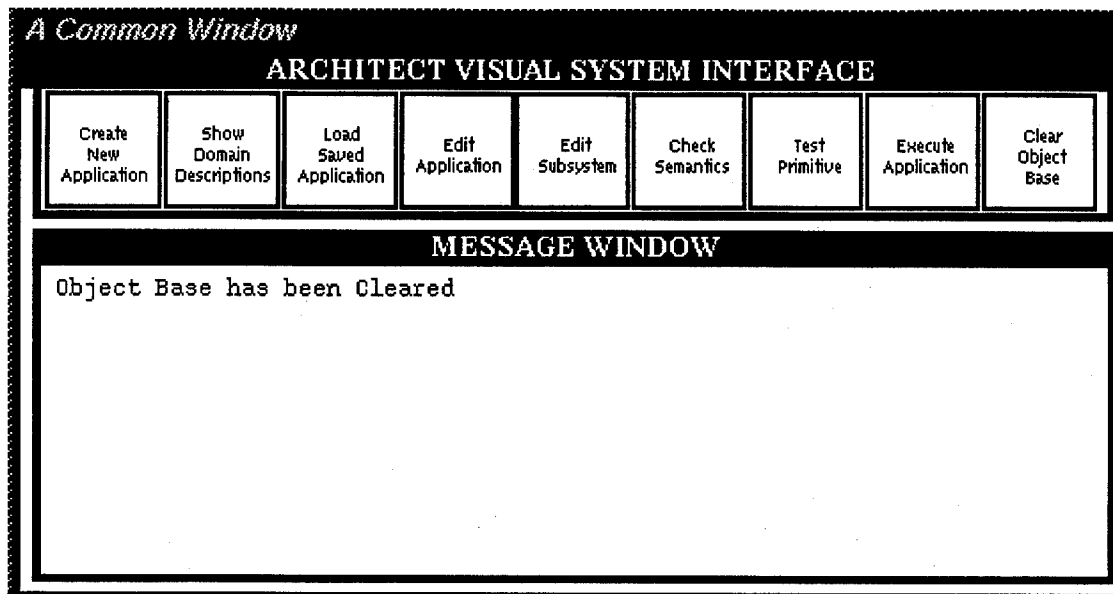 A Common Window
ARCHITECT VISUAL SYSTEM INTERFACE
Create
New
Application
Show
Domain
Descriptions
Load
Saved
Application
Edit
Application
Edit
Subsystem
Check
Semantics
Test
Primitive
Execute
Application
Clear
Object
Base
MESSAGE WINDOW
Object Base has been Cleared